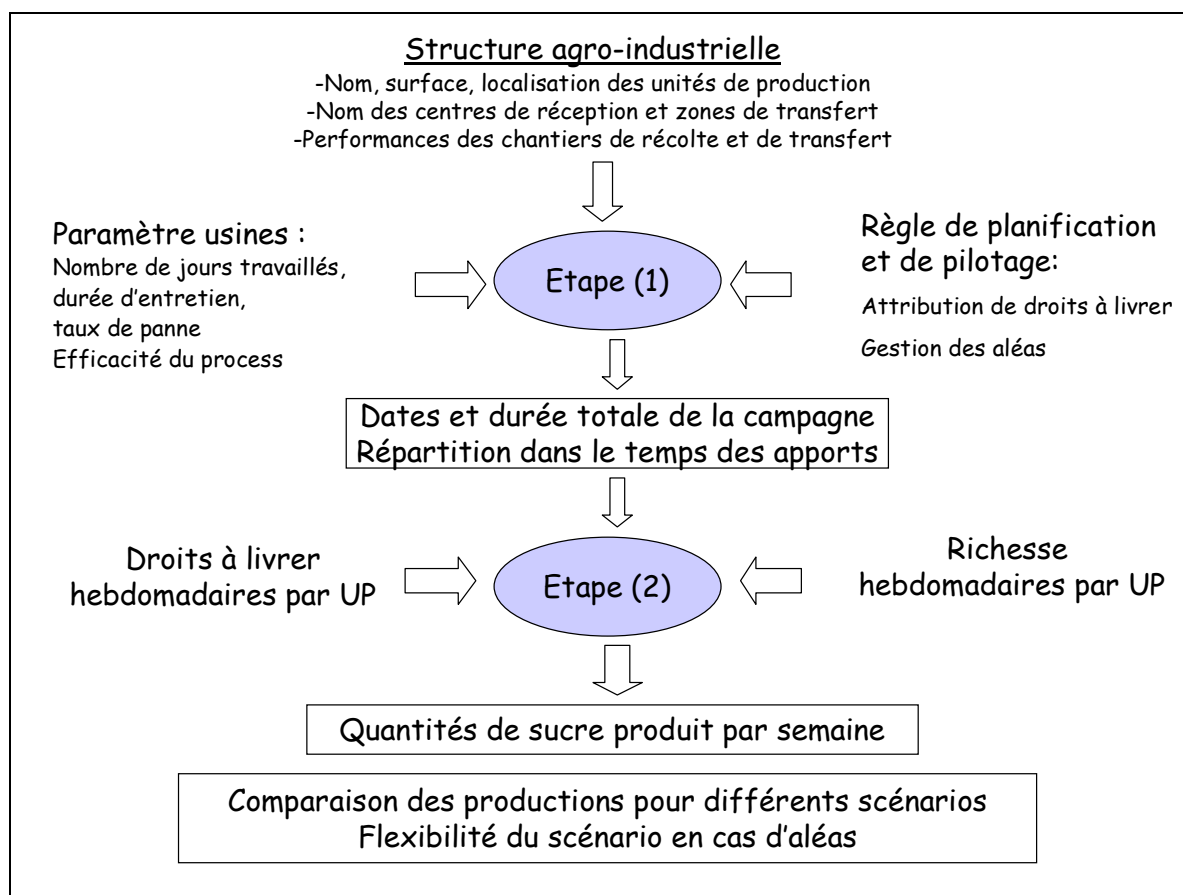 Structure agro-industrielle
-Nom, surface, localisation des unités de production
-Nom des centres de réception et zones de transfert
-Performances des chantiers de récolte et de transfert
Paramètre usines :
Nombre de jours travaillés,
durée d'entretien,
taux de panne
Efficacité du process
Etape (1)
Règle de planification
et de pilotage:
Attribution de droits à livrer
Gestion des aléas
Dates et durée totale de la campagne
Répartition dans le temps des apports
Droits à livrer
hebdomadaires par UP
Etape (2)
Richesse
hebdomadaires par UP
Quantités de sucre produit par semaine
Comparaison des productions pour différents scénarios
Flexibilité du scénario en cas d'aléas